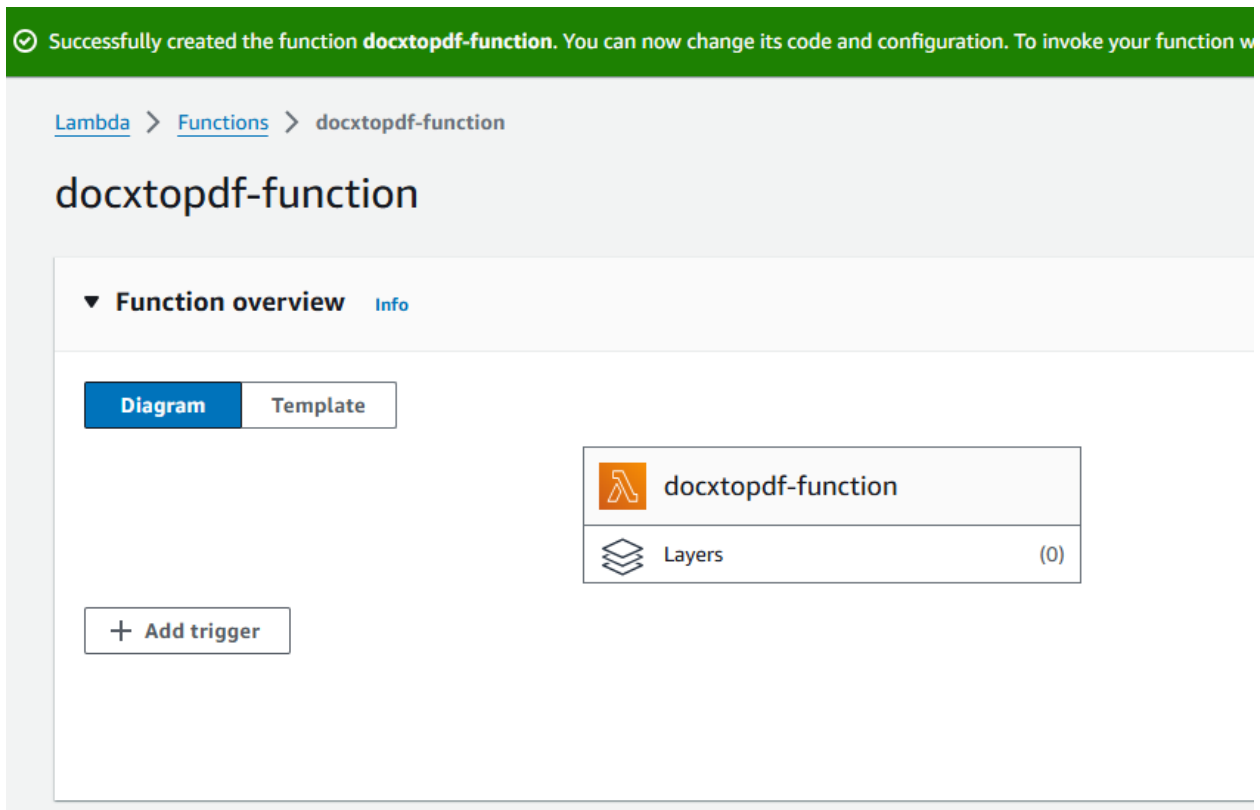 Successfully created the function docxtopdf-function. You can now change its code and configuration. To invoke your function
Lambda > Functions > docxtopdf-function
docxtopdf-function
Function overview Info
Diagram Template
docxtopdf-function
Layers (0)
Add trigger